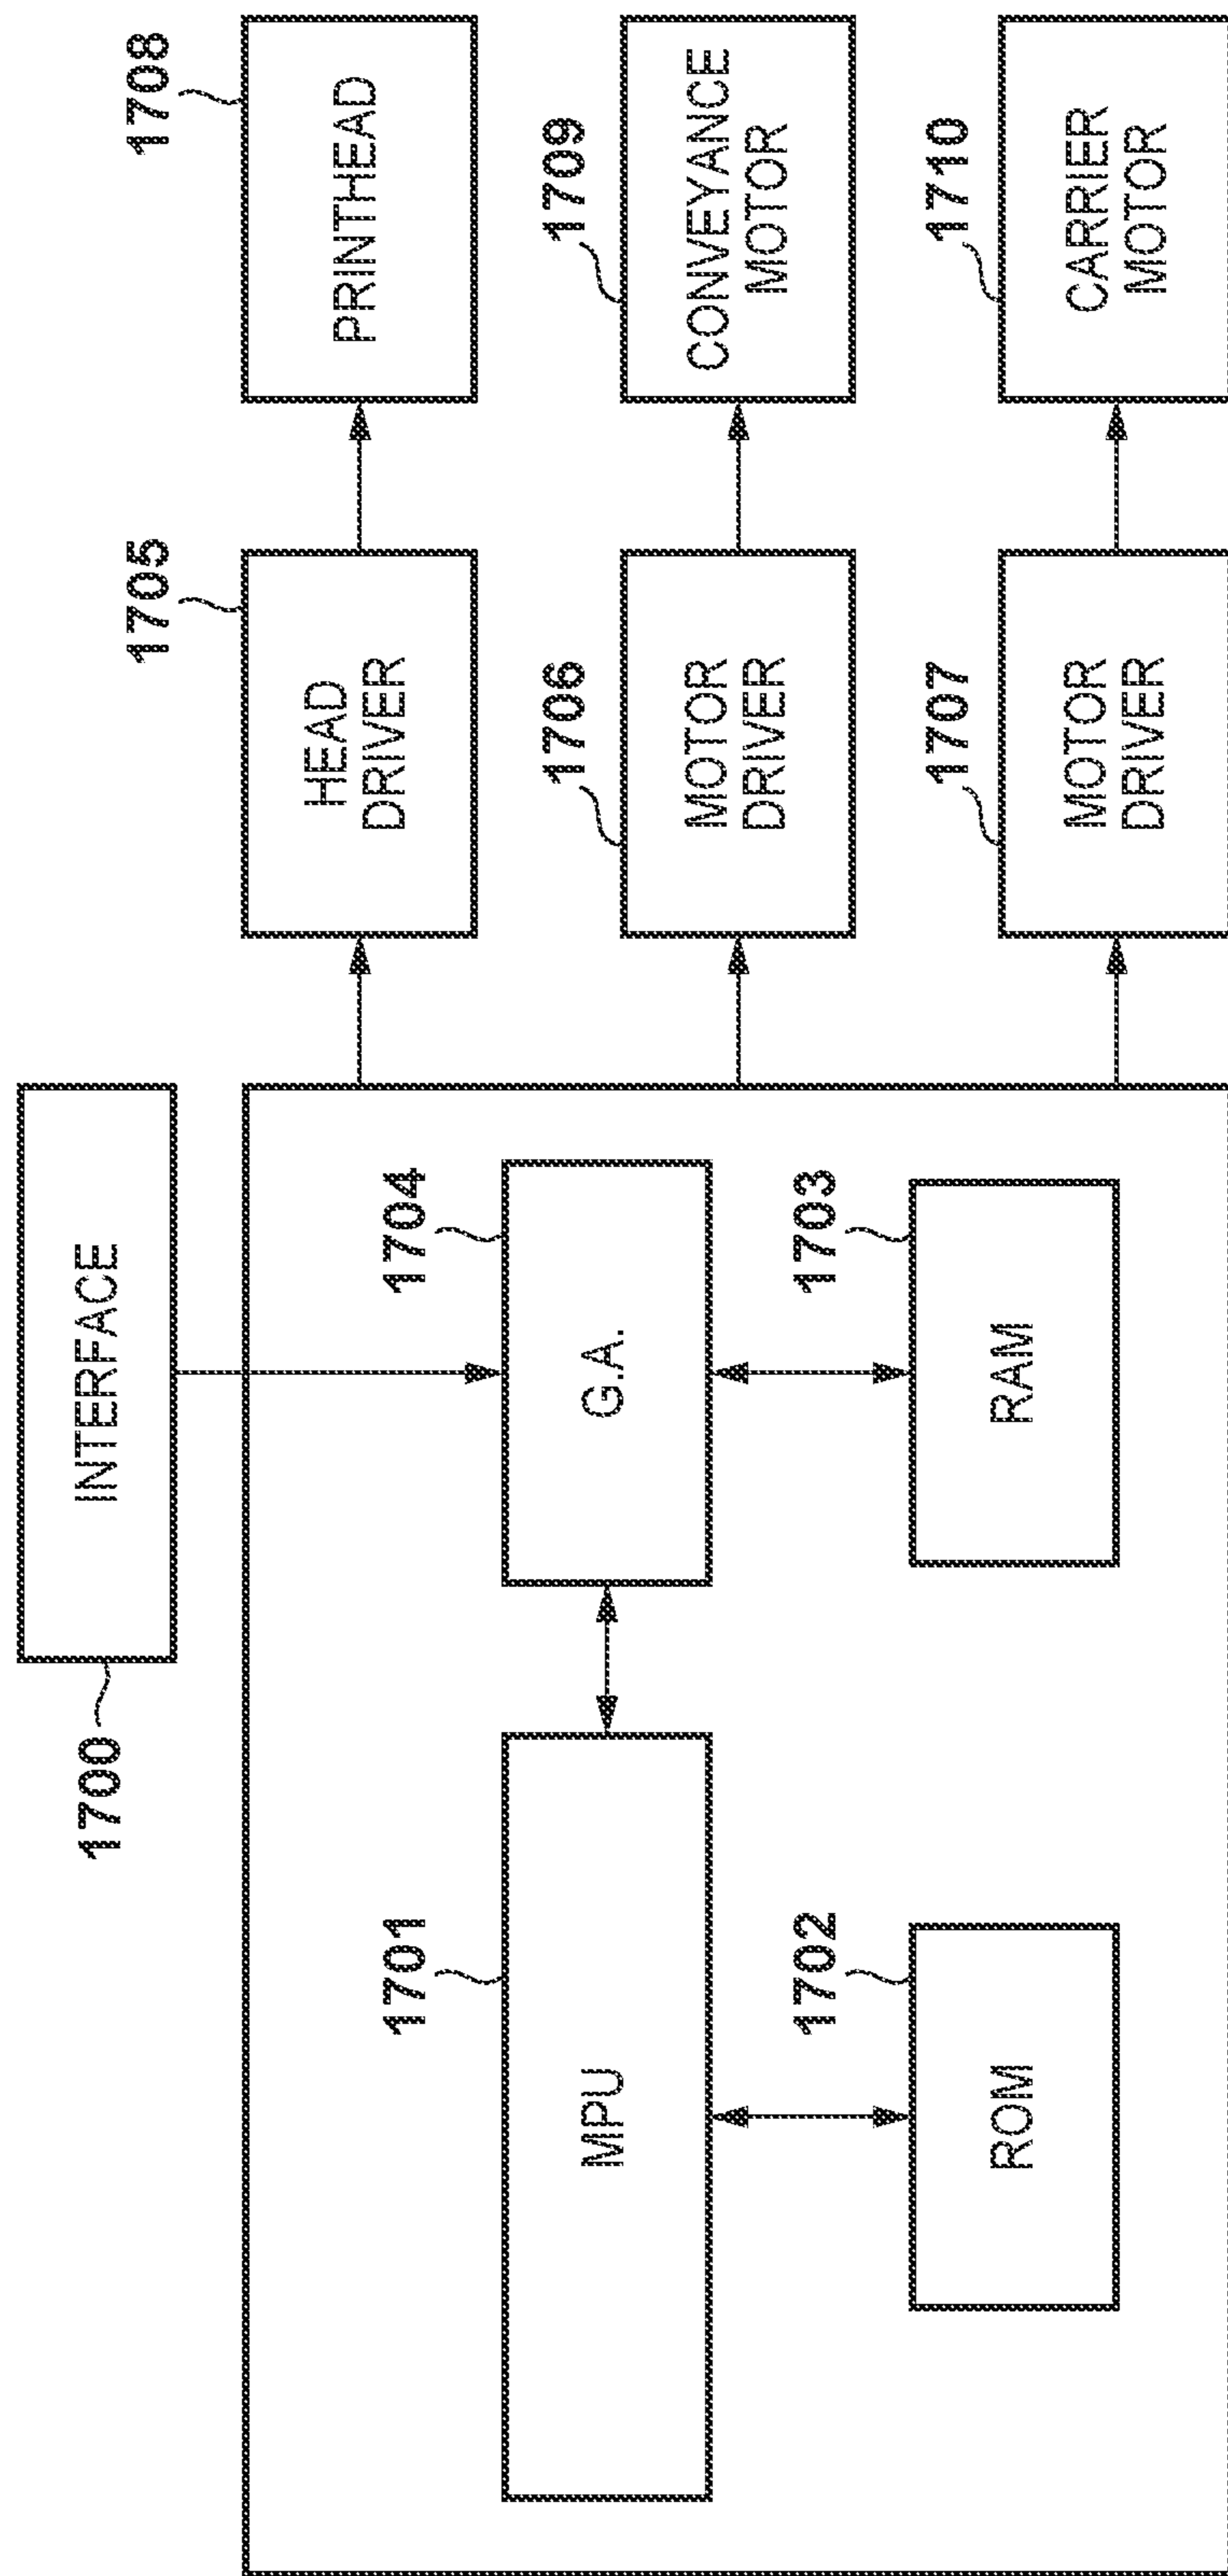 1700
INTERFACE
1701
MPU
1704
G.A.
1702
ROM
1703
RAM
1705
HEAD
DRIVER
1708
PRINTHEAD
1706
MOTOR
DRIVER
1709
CONVEYANCE
MOTOR
1707
MOTOR
DRIVER
1710
CARRIER
MOTOR